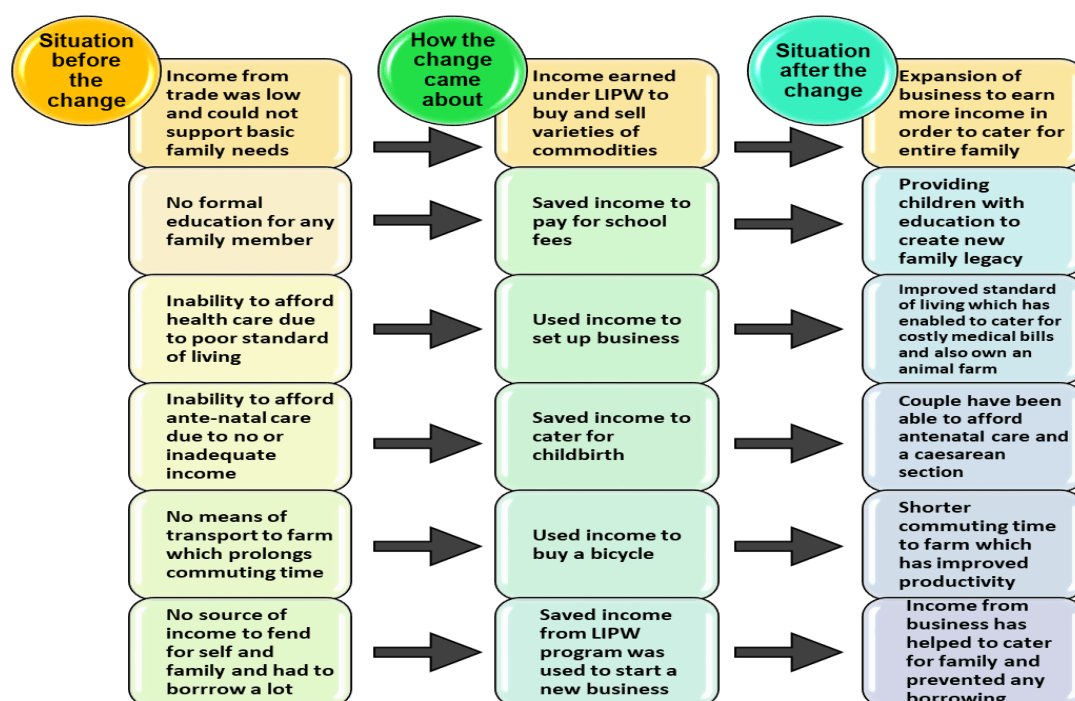 Situation
before
the
change
How the
change
came
about
Situation
after the
change
Income from
trade was low
and could not
support basic
family needs
Income earned
under LIPW to
buy and sell
varieties of
commodities
Expansion of
business to earn
more income in
order to cater for
entire family
No formal
education for any
family member
Saved income to
pay for school
fees
Providing
children with
education to
create new
family legacy
Inability to afford
health care due
to poor standard
of living
Used income to
set up business
Improved standard
of living which has
enabled to cater for
costly medical bills
and also own an
animal farm
Inability to afford
ante-natal care
due to no or
inadequate
income
Saved income to
cater for
childbirth
Couple have been
able to afford
antenatal care and
a caesarean
section
No means of
transport to farm
which prolongs
commuting time
Used income to
buy a bicycle
Shorter
commuting time
to farm which
has improved
productivity
No source of
income to fend
for self and
family and had to
borrrow a lot
Saved income
from LIPW
program was
used to start a
new business
Income from
business has
helped to cater
for family and
prevented any
borrowing